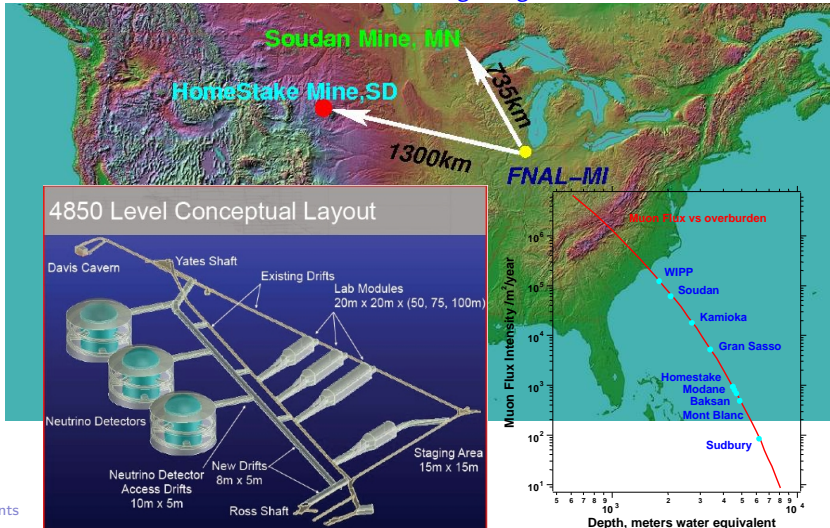 Soudan Mine, MN
HomeStake Mine,SD
735km
1300km
FNAL-MI
4850 Level Conceptual Layout
Davis Cavern
Yates Shaft
Existing Drifts
Lab Modules
20m x 20m x (50, 75, 100m)
Neutrino Detectors
Neutrino Detector
Access Drifts
10m x 5m
New Drifts
8m x 5m
Ross Shaft
Staging Area
15m x 15m
Muon Flux vs overburden
Muon Flux Intensity /m²/year
10⁶
10⁵
10⁴
10³
10²
10¹
WIPP
Soudan
Kamioka
Gran Sasso
Homestake
Modane
Baksan
Mont Blanc
Sudbury
5 6 7 8 10³ 2 3 4 5 6 7 8 10⁴
Depth, meters water equivalent
nts